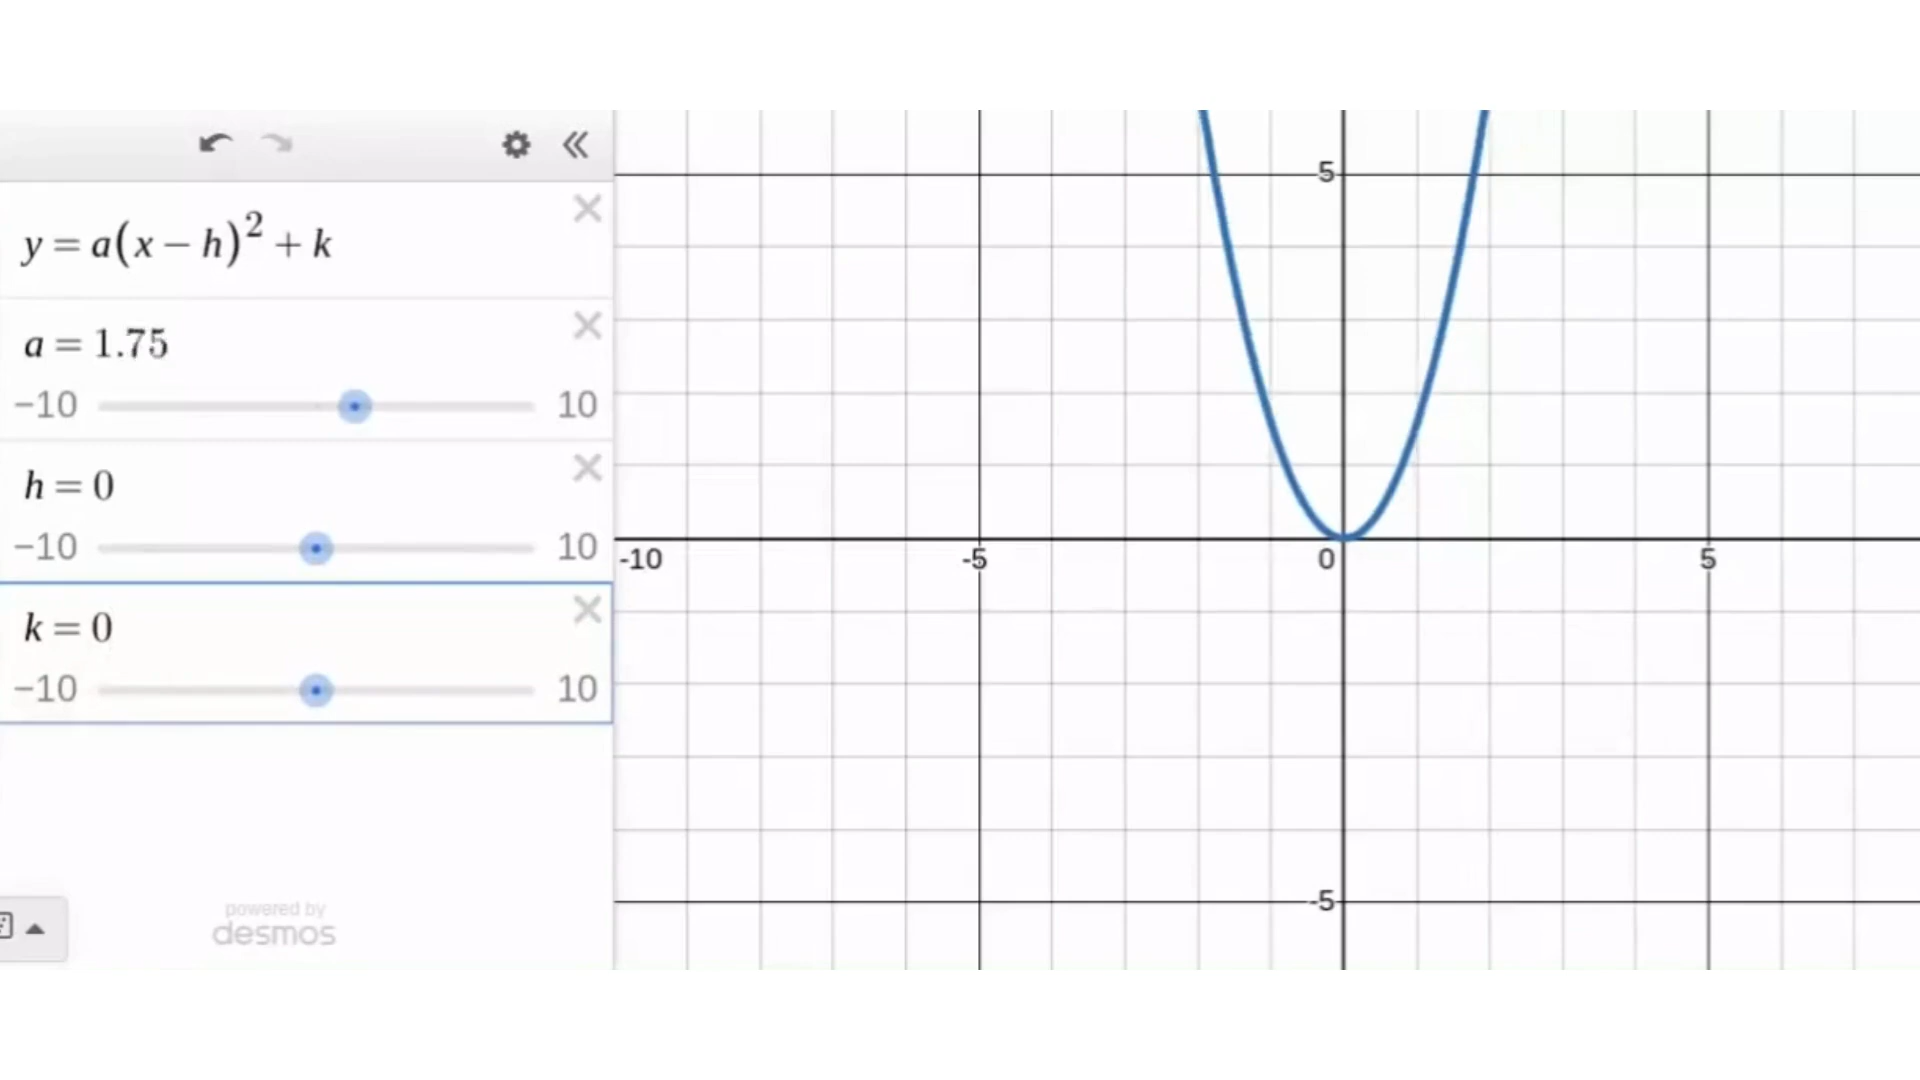 y = a(x − h)² + k
a = 1.75
−10 10
h = 0
−10 10
k = 0
−10 10
powered by
desmos
5
-10 -5 0 5
-5